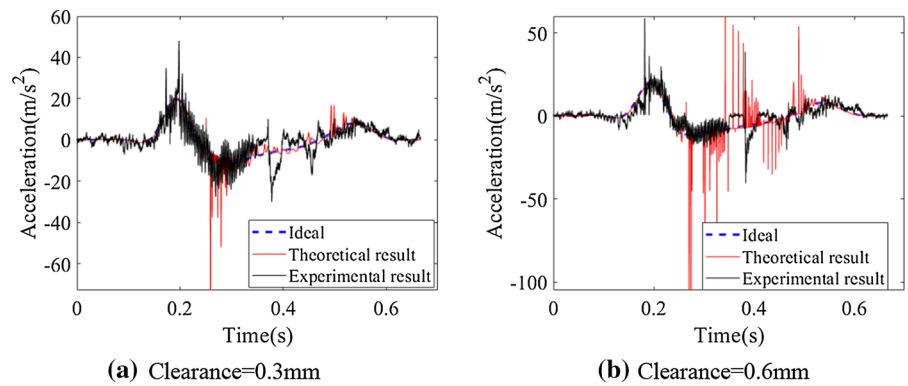 60
40
20
0
-20
-40
-60
Acceleration(m/s²)
0
0.2
0.4
0.6
Time(s)
Ideal
Theoretical result
Experimental result
(a) Clearance=0.3mm
50
0
-50
-100
Acceleration(m/s²)
0
0.2
0.4
0.6
Time(s)
Ideal
Theoretical result
Experimental result
(b) Clearance=0.6mm